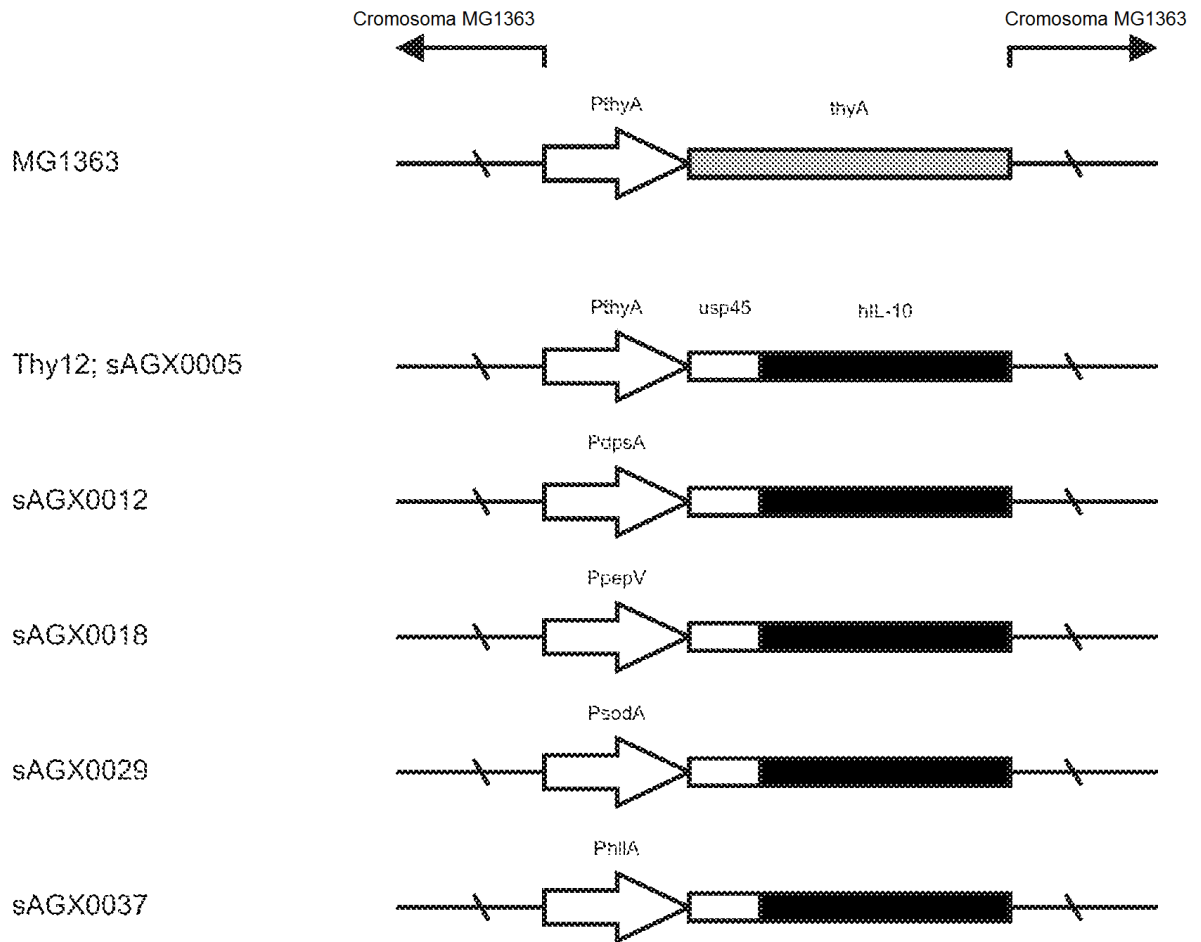 Cromosoma MG1363 Cromosoma MG1363
PthyA thyA
MG1363
PthyA usp45 hIL-10
Thy12; sAGX0005
PdpsA
sAGX0012
PpepV
sAGX0018
PsodA
sAGX0029
PhllA
sAGX0037